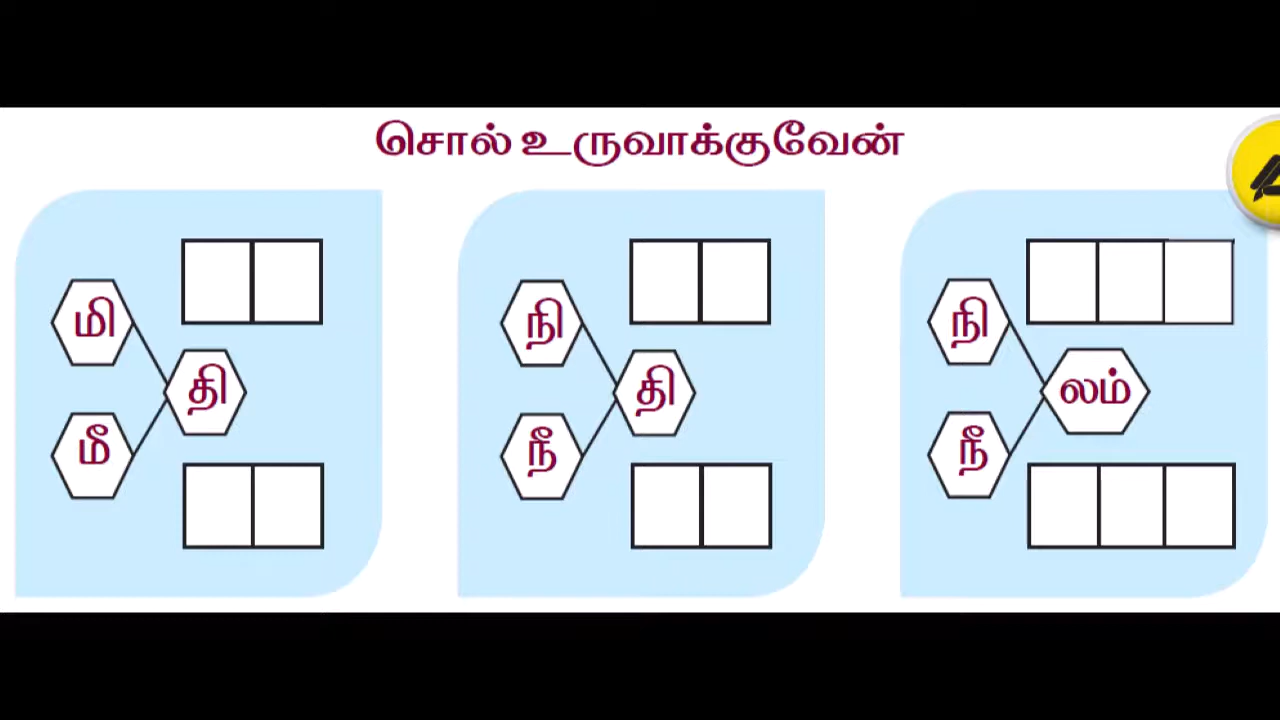 சொல் உருவாக்குவேன்
மி
தி
மீ
நி
தி
நீ
நி
லம்
நீ